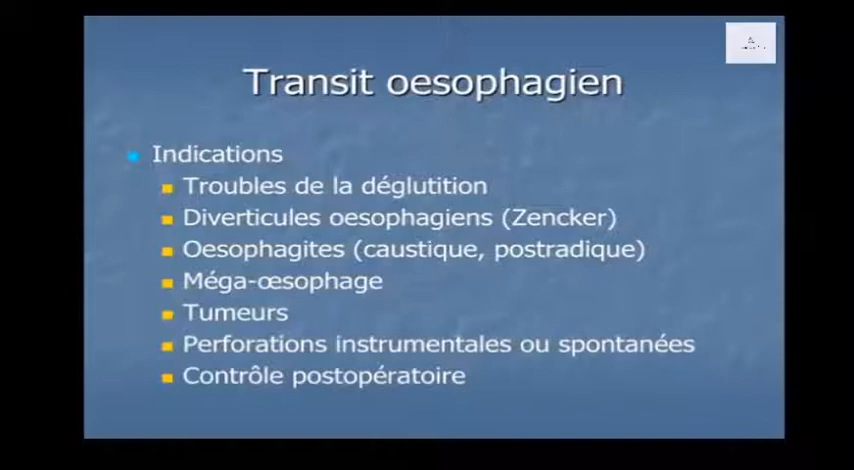 Transit oesophagien
Indications
Troubles de la déglutition
Diverticules oesophagiens (Zencker)
Oesophagites (caustique, postradique)
Méga-œsophage
Tumeurs
Perforations instrumentales ou spontanées
Contrôle postopératoire